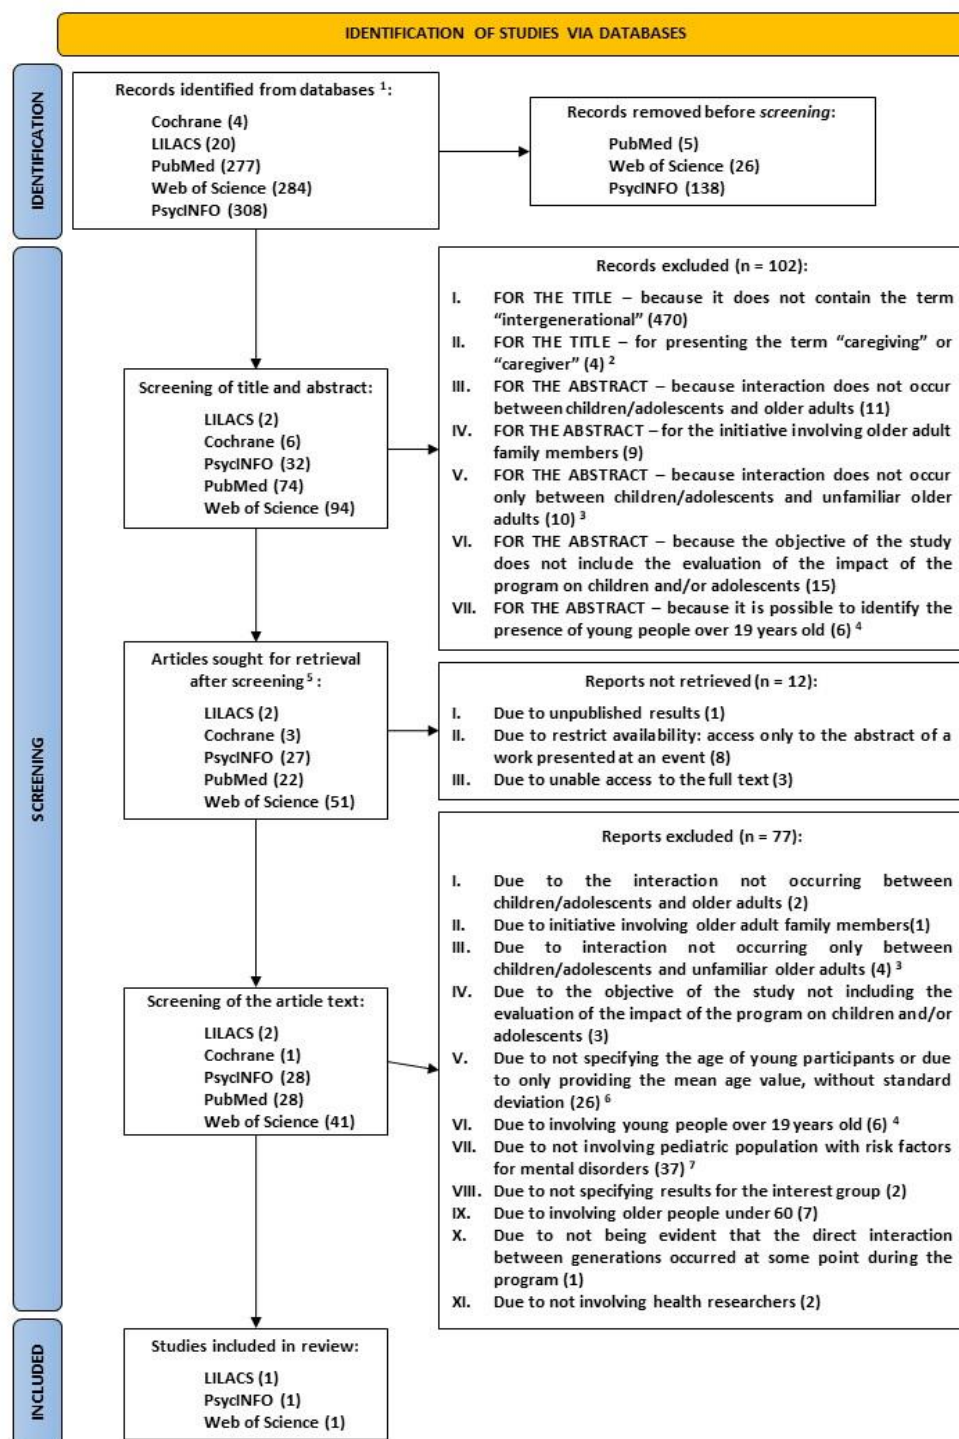 IDENTIFICATION OF STUDIES VIA DATABASES
IDENTIFICATION
Records identified from databases ¹:
Cochrane (4)
LILACS (20)
PubMed (277)
Web of Science (284)
PsycINFO (308)
Records removed before screening:
PubMed (5)
Web of Science (26)
PsycINFO (138)
SCREENING
Screening of title and abstract:
LILACS (2)
Cochrane (6)
PsycINFO (32)
PubMed (74)
Web of Science (94)
Records excluded (n = 102):
I. FOR THE TITLE – because it does not contain the term
“intergenerational” (470)
II. FOR THE TITLE – for presenting the term “caregiving” or
“caregiver” (4) ²
III. FOR THE ABSTRACT – because interaction does not occur
between children/adolescents and older adults (11)
IV. FOR THE ABSTRACT – for the initiative involving older adult
family members (9)
V. FOR THE ABSTRACT – because interaction does not occur
only between children/adolescents and unfamiliar older
adults (10) ³
VI. FOR THE ABSTRACT – because the objective of the study
does not include the evaluation of the impact of the
program on children and/or adolescents (15)
VII. FOR THE ABSTRACT – because it is possible to identify the
presence of young people over 19 years old (6) ⁴
Articles sought for retrieval
after screening ⁵ :
LILACS (2)
Cochrane (3)
PsycINFO (27)
PubMed (22)
Web of Science (51)
Reports not retrieved (n = 12):
I. Due to unpublished results (1)
II. Due to restrict availability: access only to the abstract of a
work presented at an event (8)
III. Due to unable access to the full text (3)
Screening of the article text:
LILACS (2)
Cochrane (1)
PsycINFO (28)
PubMed (28)
Web of Science (41)
Reports excluded (n = 77):
I. Due to the interaction not occurring between
children/adolescents and older adults (2)
II. Due to initiative involving older adult family members(1)
III. Due to interaction not occurring only between
children/adolescents and unfamiliar older adults (4) ³
IV. Due to the objective of the study not including the
evaluation of the impact of the program on children and/or
adolescents (3)
V. Due to not specifying the age of young participants or due
to only providing the mean age value, without standard
deviation (26) ⁶
VI. Due to involving young people over 19 years old (6) ⁴
VII. Due to not involving pediatric population with risk factors
for mental disorders (37) ⁷
VIII. Due to not specifying results for the interest group (2)
IX. Due to involving older people under 60 (7)
X. Due to not being evident that the direct interaction
between generations occurred at some point during the
program (1)
XI. Due to not involving health researchers (2)
INCLUDED
Studies included in review:
LILACS (1)
PsycINFO (1)
Web of Science (1)